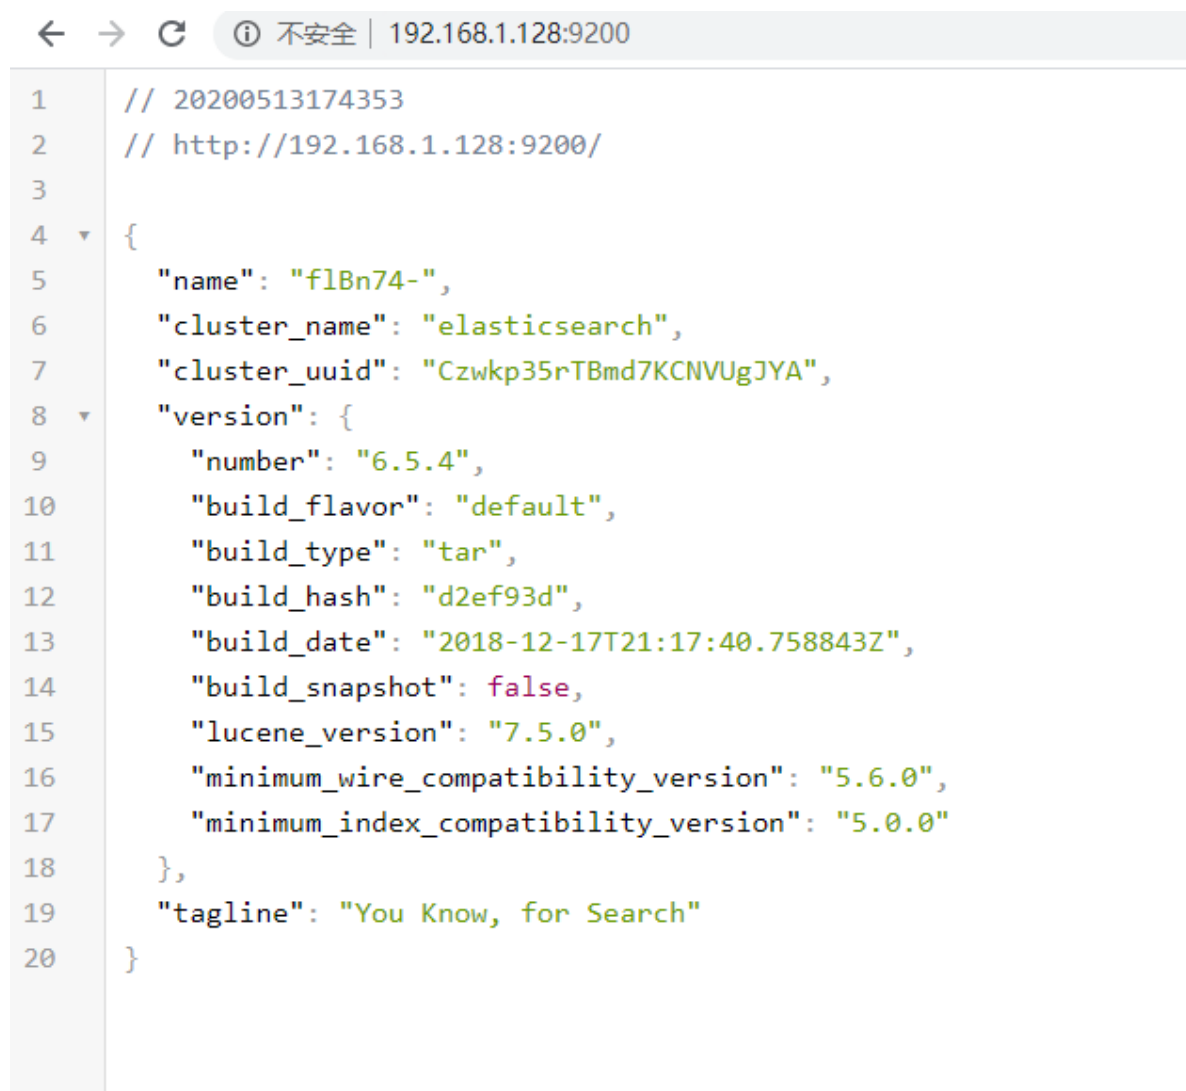 不安全 | 192.168.1.128:9200
1 // 20200513174353
2 // http://192.168.1.128:9200/
3
4 {
5 "name": "flBn74-",
6 "cluster_name": "elasticsearch",
7 "cluster_uuid": "Czwkp35rTBmd7KCNVUgJYA",
8 "version": {
9 "number": "6.5.4",
10 "build_flavor": "default",
11 "build_type": "tar",
12 "build_hash": "d2ef93d",
13 "build_date": "2018-12-17T21:17:40.758843Z",
14 "build_snapshot": false,
15 "lucene_version": "7.5.0",
16 "minimum_wire_compatibility_version": "5.6.0",
17 "minimum_index_compatibility_version": "5.0.0"
18 },
19 "tagline": "You Know, for Search"
20 }